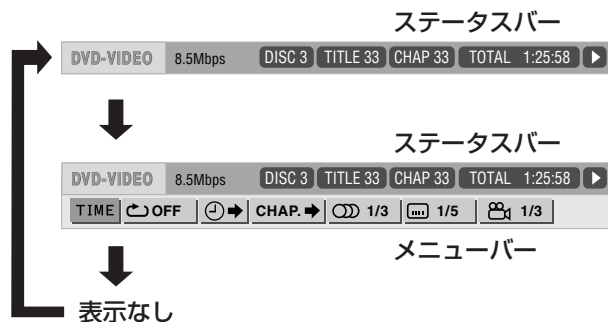 ステータスバー
DVD-VIDEO 8.5Mbps DISC 3 TITLE 33 CHAP 33 TOTAL 1:25:58
ステータスバー
DVD-VIDEO 8.5Mbps DISC 3 TITLE 33 CHAP 33 TOTAL 1:25:58
TIME OFF CHAP. 1/3 1/5 1/3
メニューバー
表示なし